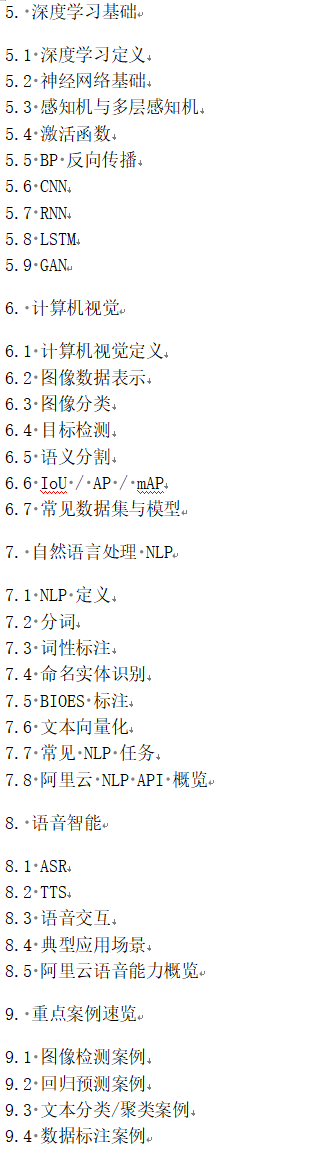 5. 深度学习基础
5.1 深度学习定义
5.2 神经网络基础
5.3 感知机与多层感知机
5.4 激活函数
5.5 BP 反向传播
5.6 CNN
5.7 RNN
5.8 LSTM
5.9 GAN
6. 计算机视觉
6.1 计算机视觉定义
6.2 图像数据表示
6.3 图像分类
6.4 目标检测
6.5 语义分割
6.6 IoU / AP / mAP
6.7 常见数据集与模型
7. 自然语言处理 NLP
7.1 NLP 定义
7.2 分词
7.3 词性标注
7.4 命名实体识别
7.5 BIOES 标注
7.6 文本向量化
7.7 常见 NLP 任务
7.8 阿里云 NLP API 概览
8. 语音智能
8.1 ASR
8.2 TTS
8.3 语音交互
8.4 典型应用场景
8.5 阿里云语音能力概览
9. 重点案例速览
9.1 图像检测案例
9.2 回归预测案例
9.3 文本分类/聚类案例
9.4 数据标注案例